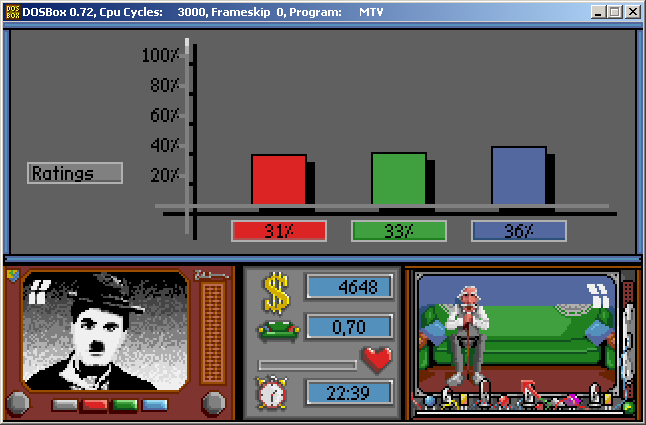 DOSBox 0.72, Cpu Cycles: 3000, Frameskip 0, Program: MTV
100%
80%
60%
40%
20%
Ratings
31% 33% 36%
4648
0,70
22:39